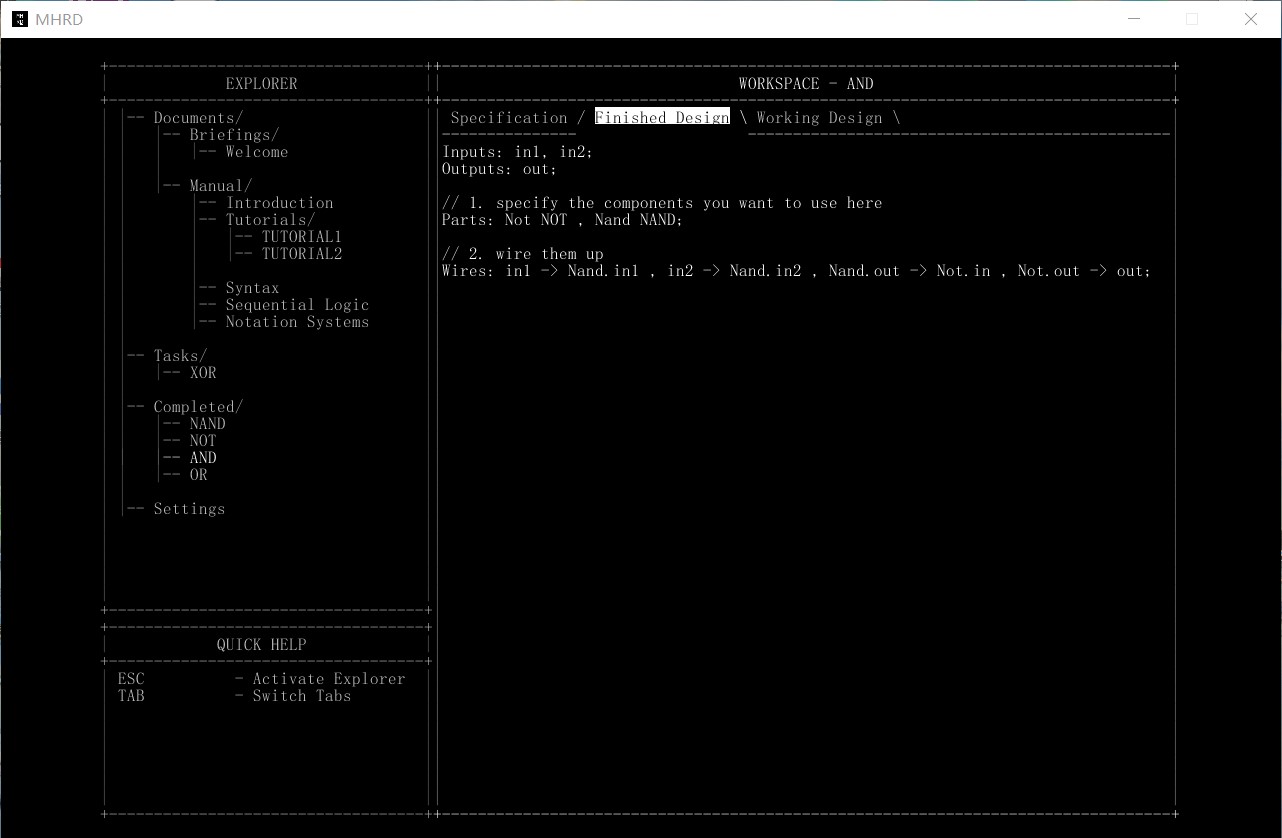 MHRD
EXPLORER
-- Documents/
-- Briefings/
-- Welcome
-- Manual/
-- Introduction
-- Tutorials/
-- TUTORIAL1
-- TUTORIAL2
-- Syntax
-- Sequential Logic
-- Notation Systems
-- Tasks/
-- XOR
-- Completed/
-- NAND
-- NOT
-- AND
-- OR
-- Settings
QUICK HELP
ESC - Activate Explorer
TAB - Switch Tabs
WORKSPACE - AND
Specification / Finished Design \ Working Design \
Inputs: in1, in2;
Outputs: out;
// 1. specify the components you want to use here
Parts: Not NOT , Nand NAND;
// 2. wire them up
Wires: in1 -> Nand.in1 , in2 -> Nand.in2 , Nand.out -> Not.in , Not.out -> out;